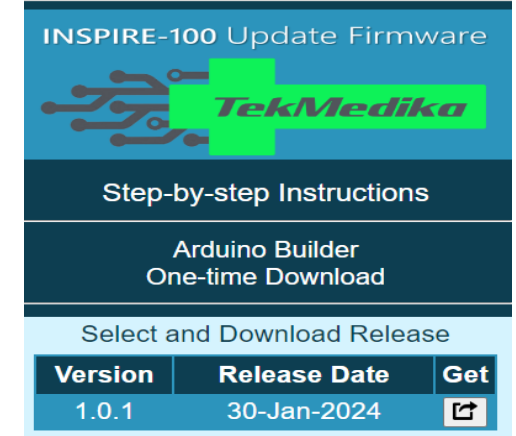 INSPIRE-100 Update Firmware
TekMedika
Step-by-step Instructions
Arduino Builder
One-time Download
Select and Download Release
Version Release Date Get
1.0.1 30-Jan-2024